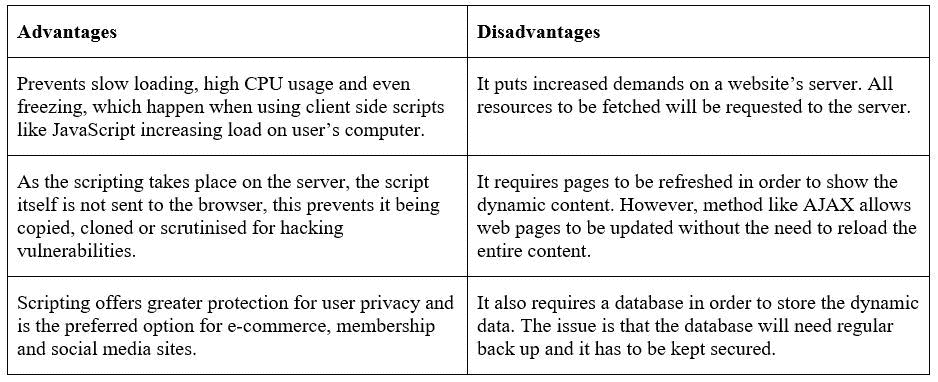 Advantages
Disadvantages
Prevents slow loading, high CPU usage and even
freezing, which happen when using client side scripts
like JavaScript increasing load on user’s computer.
It puts increased demands on a website’s server. All
resources to be fetched will be requested to the server.
As the scripting takes place on the server, the script
itself is not sent to the browser, this prevents it being
copied, cloned or scrutinised for hacking
vulnerabilities.
It requires pages to be refreshed in order to show the
dynamic content. However, method like AJAX allows
web pages to be updated without the need to reload the
entire content.
Scripting offers greater protection for user privacy and
is the preferred option for e-commerce, membership
and social media sites.
It also requires a database in order to store the dynamic
data. The issue is that the database will need regular
back up and it has to be kept secured.